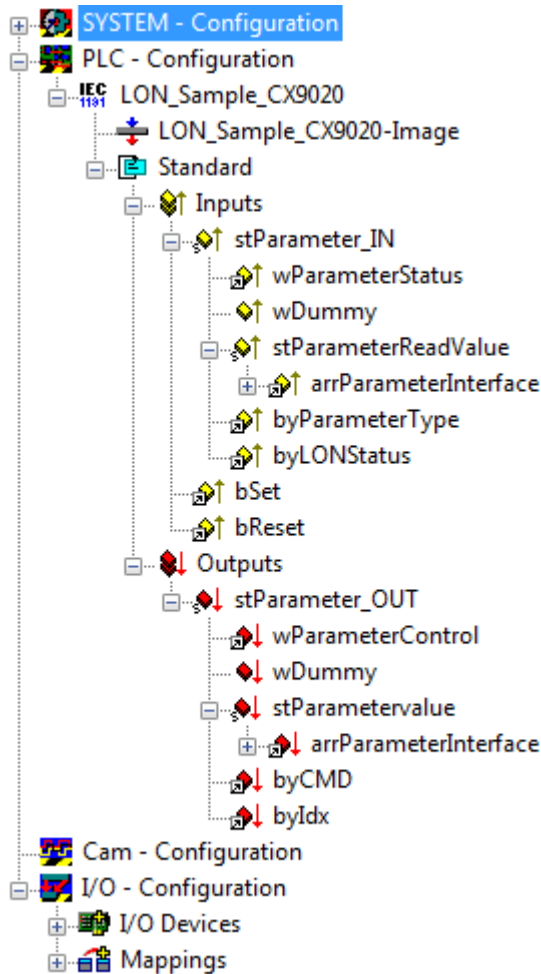 SYSTEM - Configuration
PLC - Configuration
IEC 1131 LON_Sample_CX9020
LON_Sample_CX9020-Image
Standard
Inputs
stParameter_IN
wParameterStatus
wDummy
stParameterReadValue
arrParameterInterface
byParameterType
byLONStatus
bSet
bReset
Outputs
stParameter_OUT
wParameterControl
wDummy
stParametervalue
arrParameterInterface
byCMD
byIdx
Cam - Configuration
I/O - Configuration
I/O Devices
Mappings